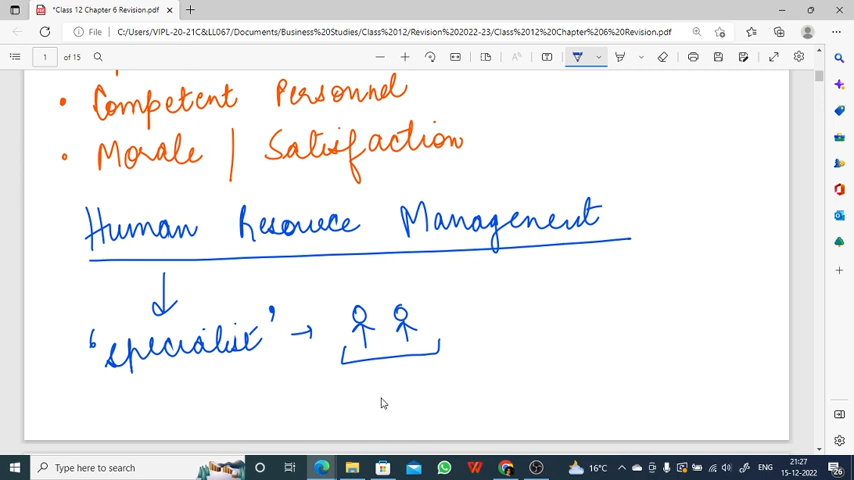 *Class 12 Chapter 6 Revision.pdf
File
C:/Users/VIPL-20-21C&LL067/Documents/Business%20Studies/Class%2012/Revision%202022-23/Class%2012%20Chapter%206%20Revision.pdf
1 of 15
• Competent Personnel
• Morale | Satisfaction
Human Resource Management
↓
'specialist' →
Type here to search
16°C
ENG
21:27
15-12-2022
26